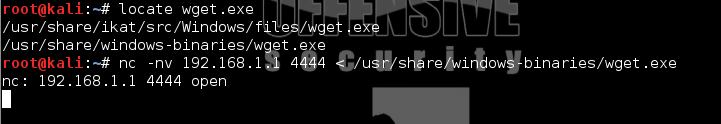 root@kali:~# locate wget.exe
/usr/share/ikat/src/Windows/files/wget.exe
/usr/share/windows-binaries/wget.exe
root@kali:~# nc -nv 192.168.1.1 4444 < /usr/share/windows-binaries/wget.exe
nc: 192.168.1.1 4444 open
OFFENSIVE
security